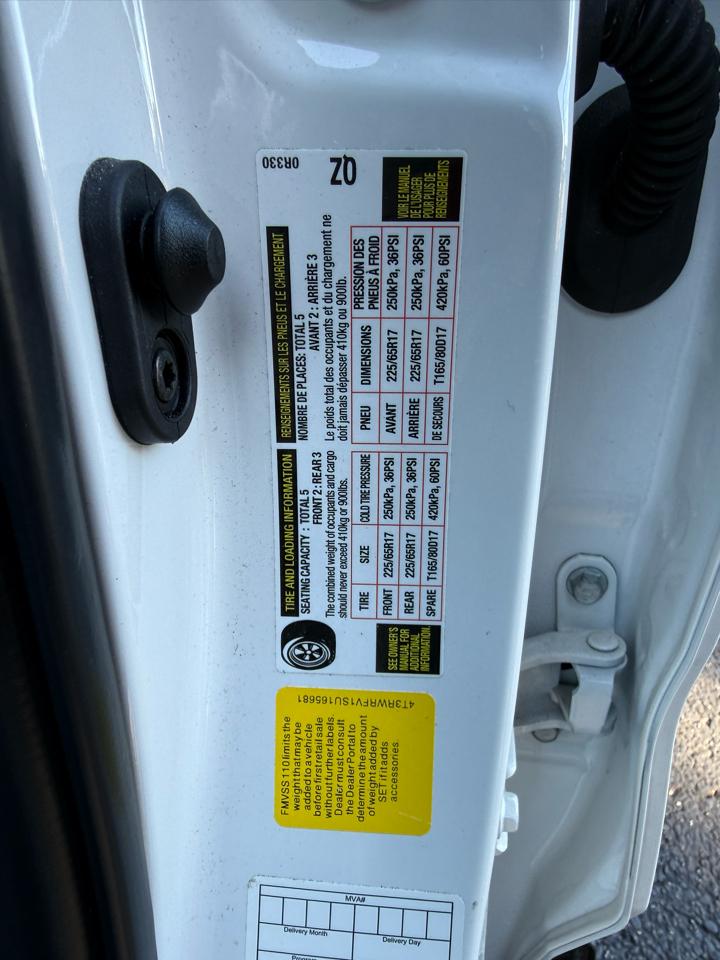 0R330
QZ
TIRE AND LOADING INFORMATION
SEATING CAPACITY : TOTAL 5
FRONT 2 : REAR 3
The combined weight of occupants and cargo
should never exceed 410kg or 900lbs.
TIRE SIZE COLD TIRE PRESSURE
FRONT 225/65R17 250kPa, 36PSI
REAR 225/65R17 250kPa, 36PSI
SPARE T165/80D17 420kPa, 60PSI
SEE OWNER'S
MANUAL FOR
ADDITIONAL
INFORMATION.
RENSEIGNEMENTS SUR LES PNEUS ET LE CHARGEMENT
NOMBRE DE PLACES: TOTAL 5
AVANT 2 : ARRIÈRE 3
Le poids total des occupants et du chargement ne
doit jamais dépasser 410kg ou 900lb.
PNEU DIMENSIONS PRESSION DES
PNEUS À FROID
AVANT 225/65R17 250kPa, 36PSI
ARRIÈRE 225/65R17 250kPa, 36PSI
DE SECOURS T165/80D17 420kPa, 60PSI
VOIR LE MANUEL
DE L'USAGER
POUR PLUS DE
RENSEIGNEMENTS
4T3RWRFV1SU165681
FMVSS 110 limits the
weight that may be
added to a vehicle
before first retail sale
without further labels.
Dealer must consult
the Dealer Portal to
determine the amount
of weight added by
SET if it adds
accessories.
MVA#
Delivery Month Delivery Day